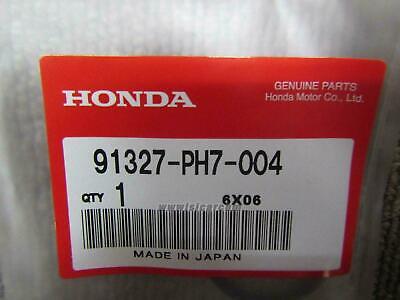 GENUINE PARTS
Honda Motor Co., Ltd.
HONDA
91327-PH7-004
QTY 1 6X06
MADE IN JAPAN